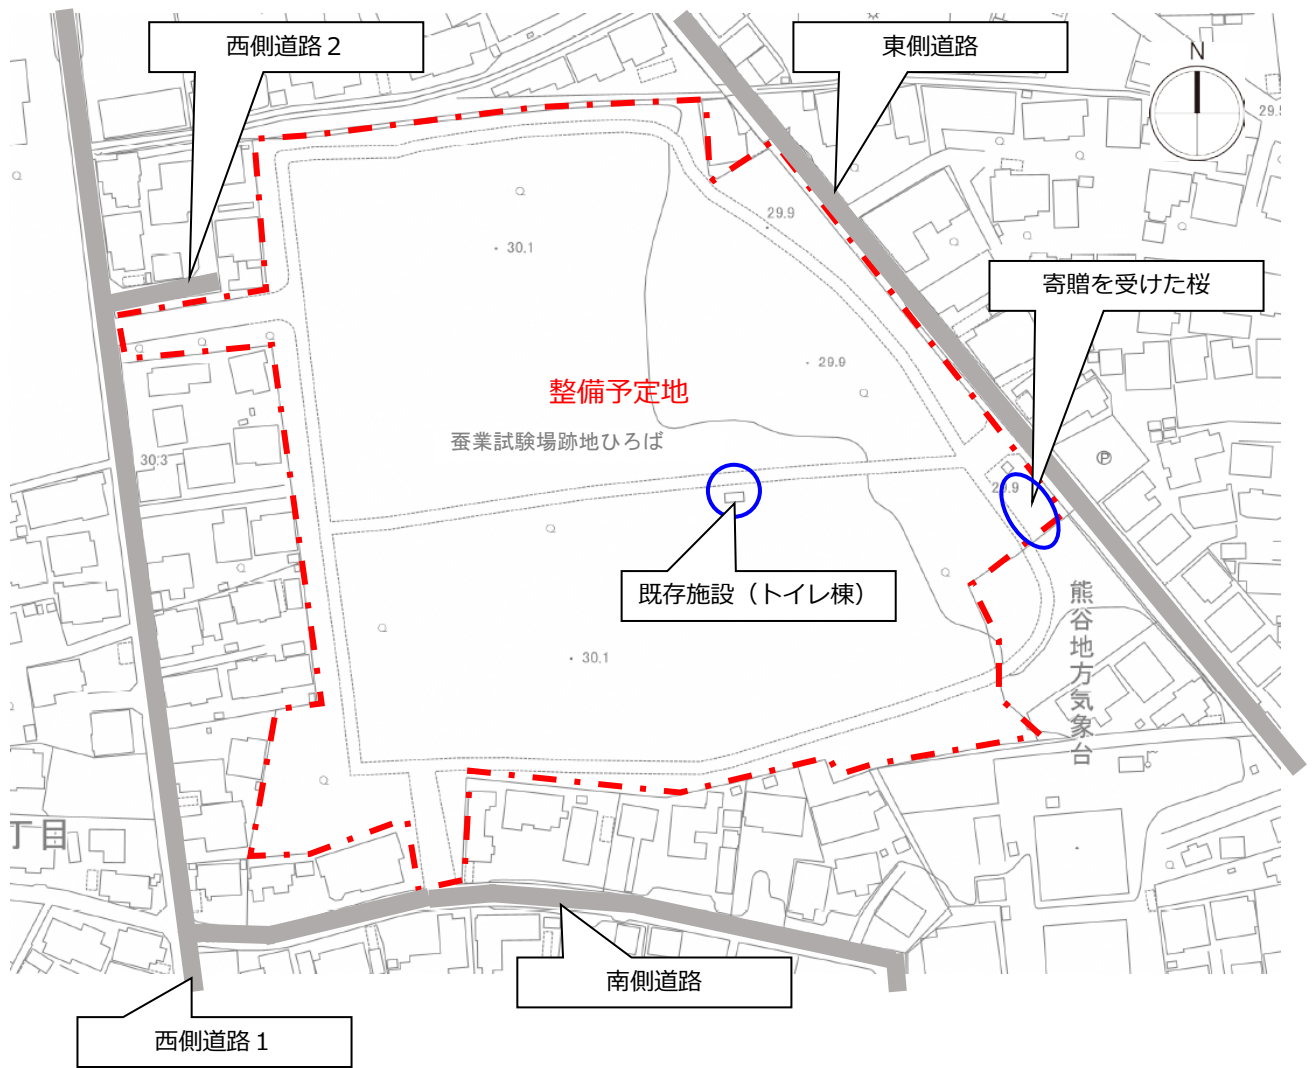 西側道路２
東側道路
N
29.9
29.9
30.1
寄贈を受けた桜
29.9
整備予定地
蚕業試験場跡地ひろば
30.3
P
29.9
既存施設（トイレ棟）
熊谷地方気象台
30.1
丁目
南側道路
西側道路１